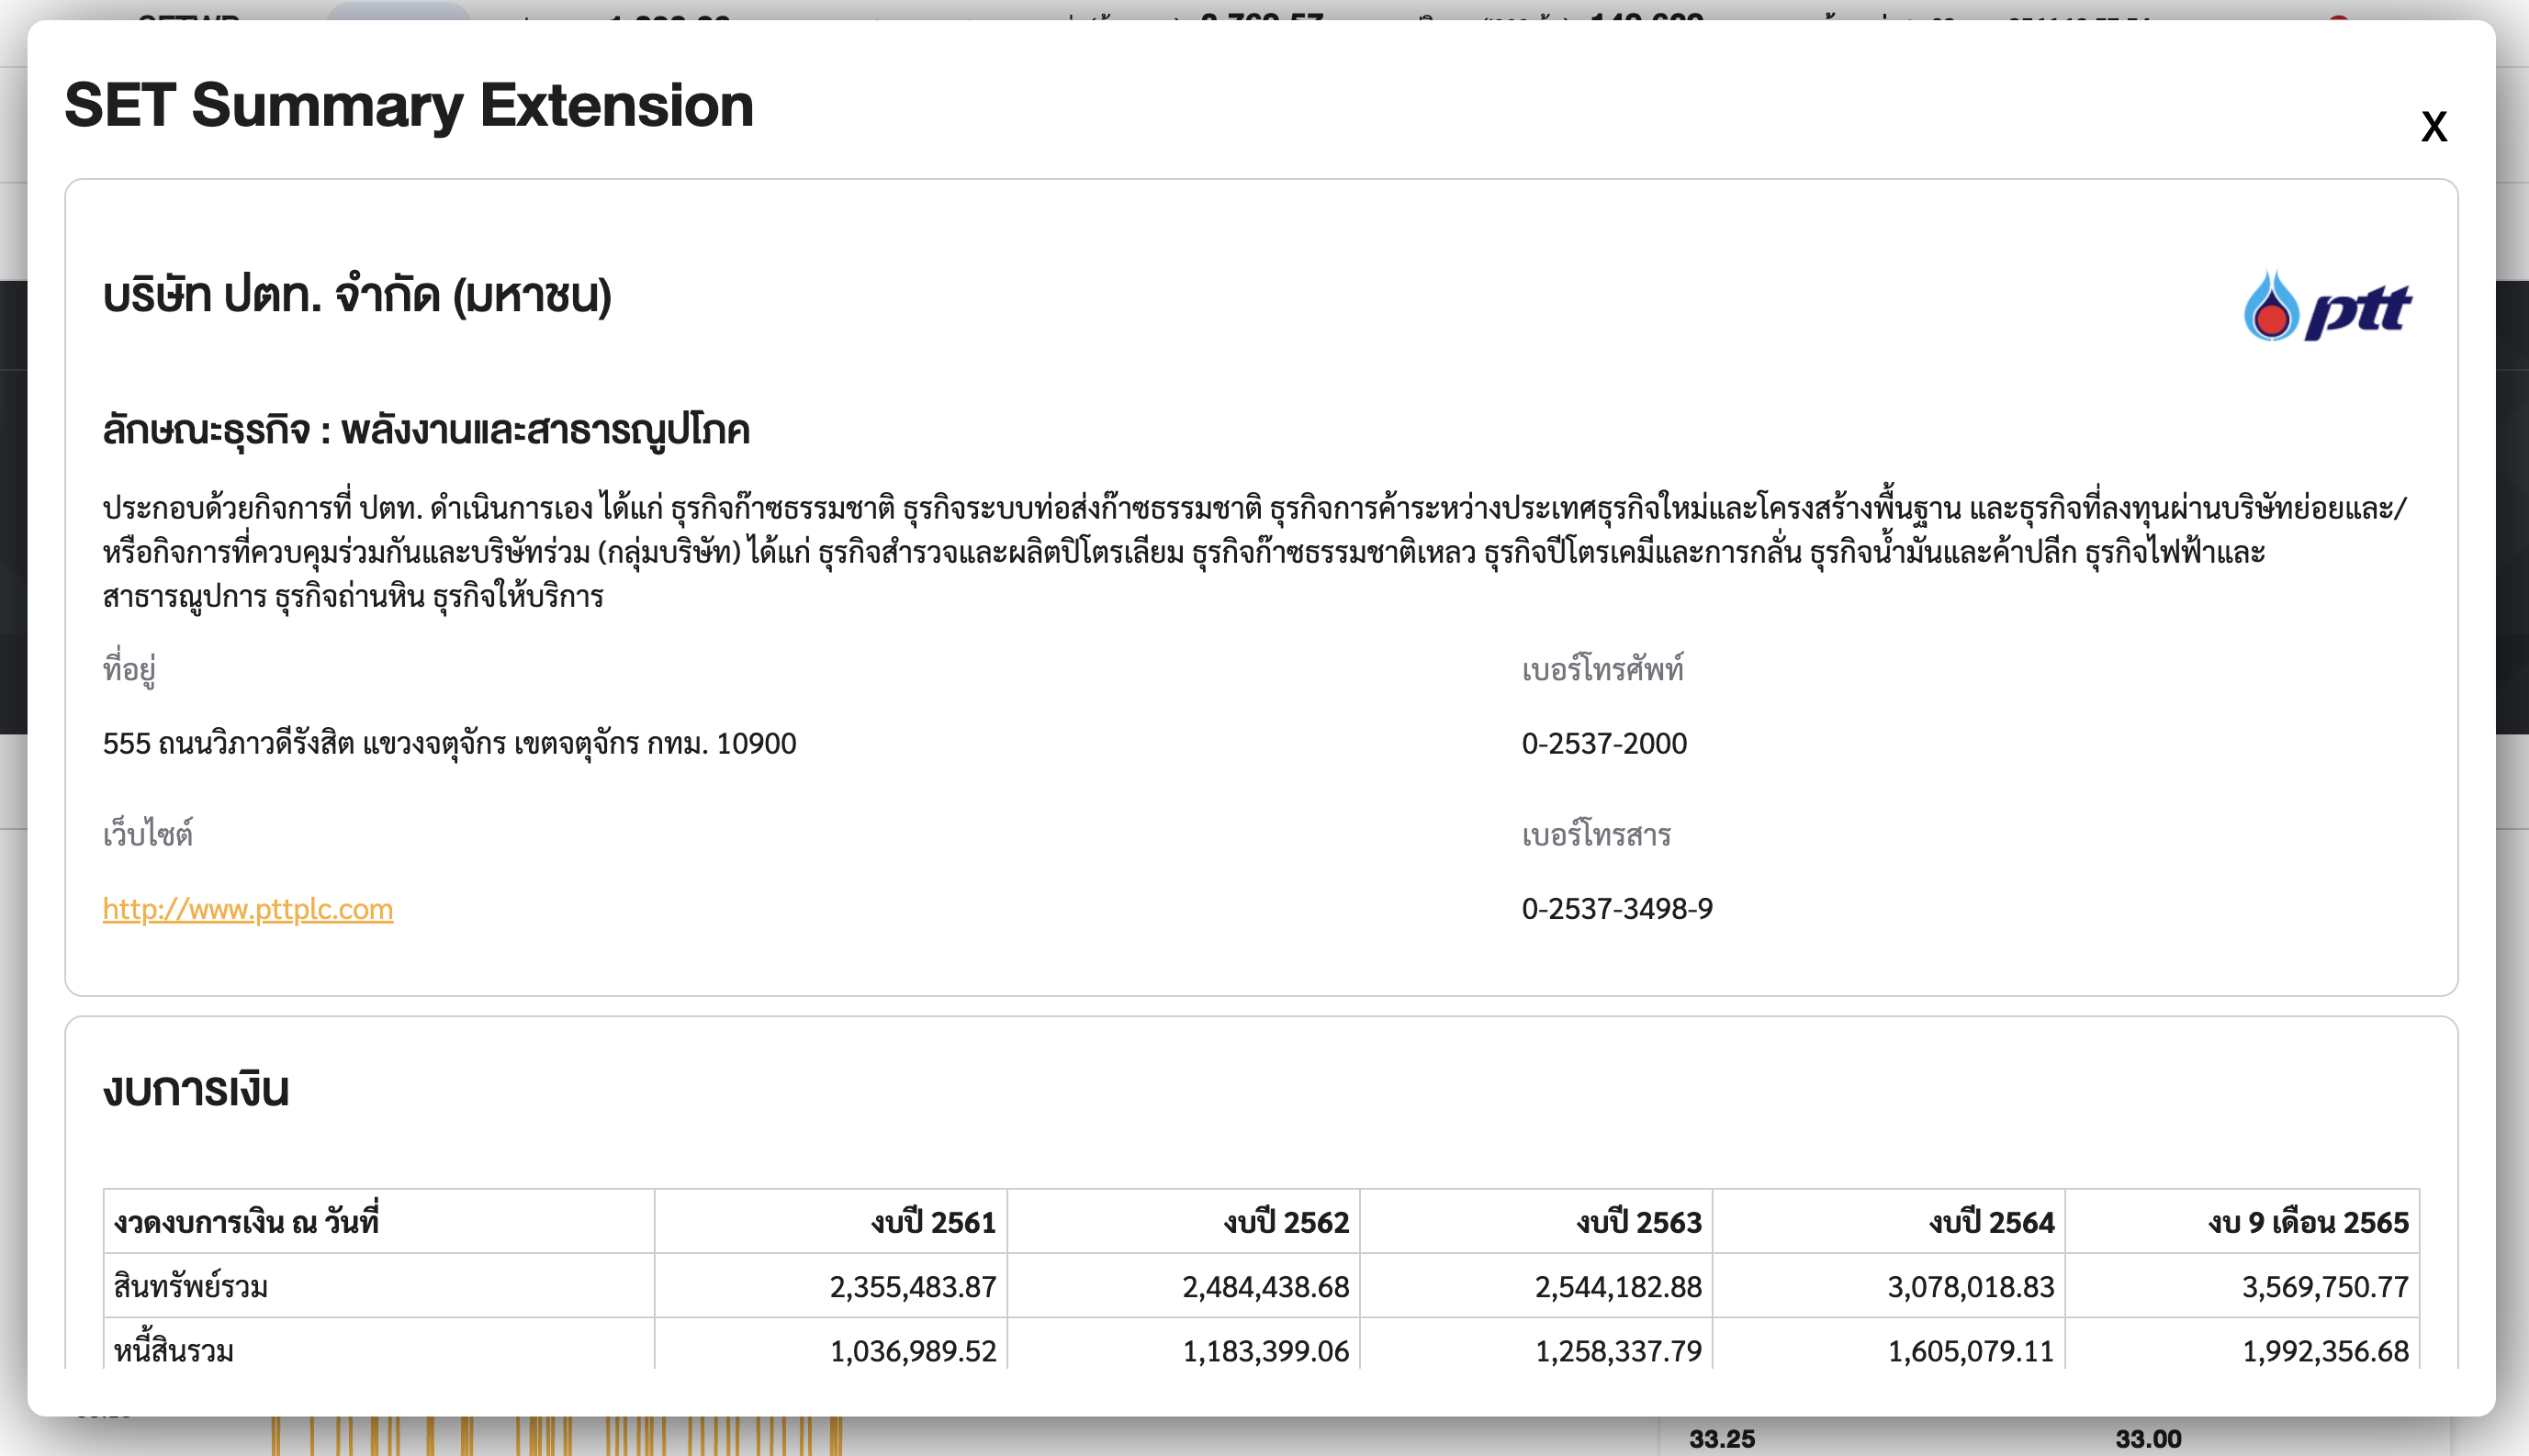 SET Summary Extension
X
บริษัท ปตท. จำกัด (มหาชน)
ptt
ลักษณะธุรกิจ : พลังงานและสาธารณูปโภค
ประกอบด้วยกิจการที่ ปตท. ดำเนินการเอง ได้แก่ ธุรกิจก๊าซธรรมชาติ ธุรกิจระบบท่อส่งก๊าซธรรมชาติ ธุรกิจการค้าระหว่างประเทศธุรกิจใหม่และโครงสร้างพื้นฐาน และธุรกิจที่ลงทุนผ่านบริษัทย่อยและ/
หรือกิจการที่ควบคุมร่วมกันและบริษัทร่วม (กลุ่มบริษัท) ได้แก่ ธุรกิจสำรวจและผลิตปิโตรเลียม ธุรกิจก๊าซธรรมชาติเหลว ธุรกิจปิโตรเคมีและการกลั่น ธุรกิจน้ำมันและค้าปลีก ธุรกิจไฟฟ้าและ
สาธารณูปการ ธุรกิจถ่านหิน ธุรกิจให้บริการ
ที่อยู่ เบอร์โทรศัพท์
555 ถนนวิภาวดีรังสิต แขวงจตุจักร เขตจตุจักร กทม. 10900 0-2537-2000
เว็บไซต์ เบอร์โทรสาร
http://www.pttplc.com 0-2537-3498-9
งบการเงิน
งวดงบการเงิน ณ วันที่ งบปี 2561 งบปี 2562 งบปี 2563 งบปี 2564 งบ 9 เดือน 2565
สินทรัพย์รวม 2,355,483.87 2,484,438.68 2,544,182.88 3,078,018.83 3,569,750.77
หนี้สินรวม 1,036,989.52 1,183,399.06 1,258,337.79 1,605,079.11 1,992,356.68
33.25 33.00